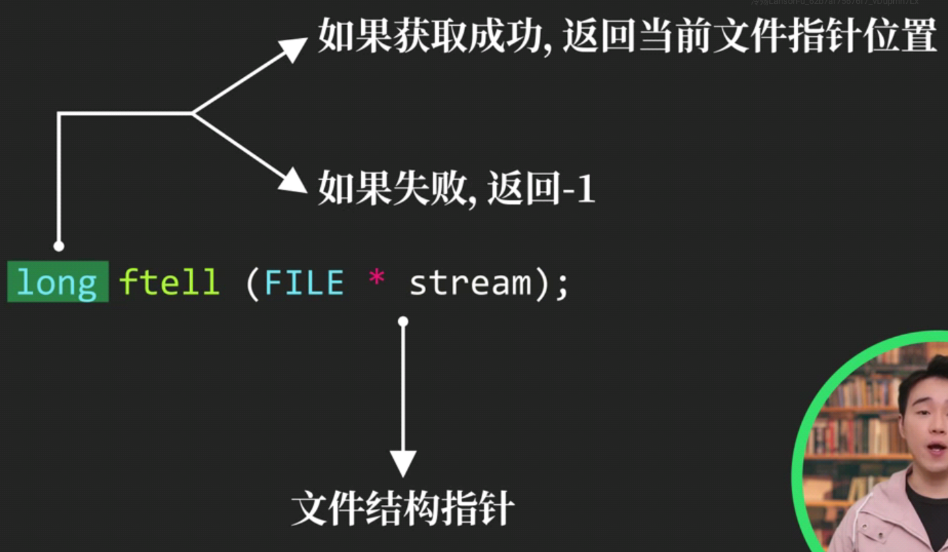 如果获取成功, 返回当前文件指针位置
如果失败, 返回-1
long ftell (FILE * stream);
文件结构指针